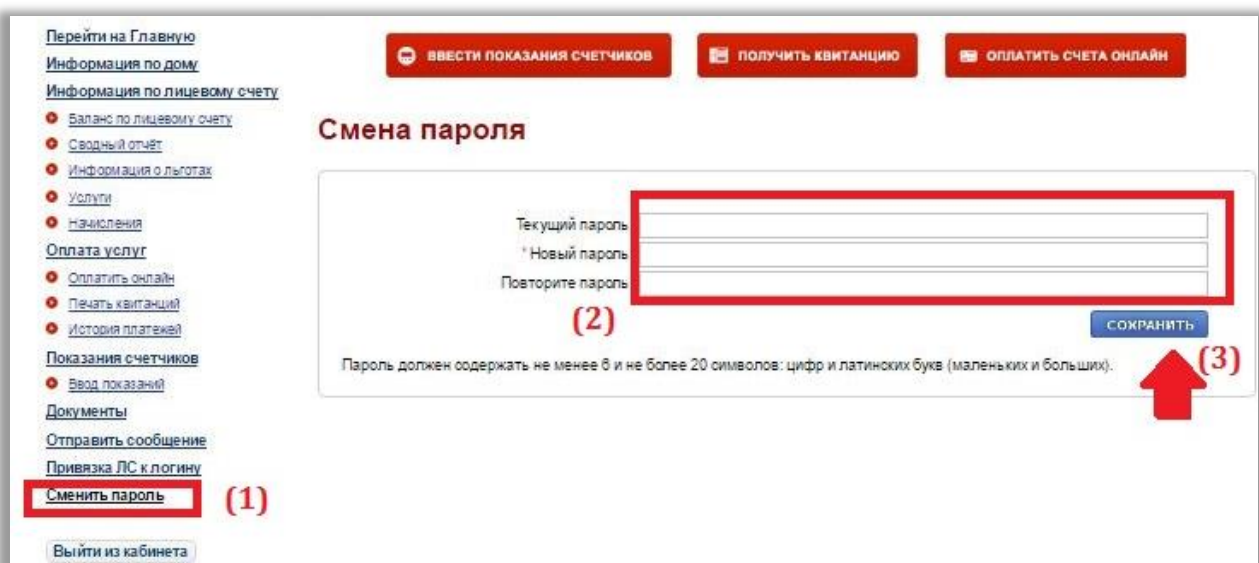 Перейти на Главную
Информация по дому
Информация по лицевому счету
Баланс по лицевому счету
Сводный отчёт
Информация о льготах
Услуги
Начисления
Оплата услуг
Оплатить онлайн
Печать квитанций
История платежей
Показания счетчиков
Ввод показаний
Документы
Отправить сообщение
Привязка ЛС к логину
Сменить пароль (1)
Выйти из кабинета
ВВЕСТИ ПОКАЗАНИЯ СЧЕТЧИКОВ ПОЛУЧИТЬ КВИТАНЦИЮ ОПЛАТИТЬ СЧЕТА ОНЛАЙН
Смена пароля
Текущий пароль
*Новый пароль
Повторите пароль
(2)
СОХРАНИТЬ
(3)
Пароль должен содержать не менее 6 и не более 20 символов: цифр и латинских букв (маленьких и больших).